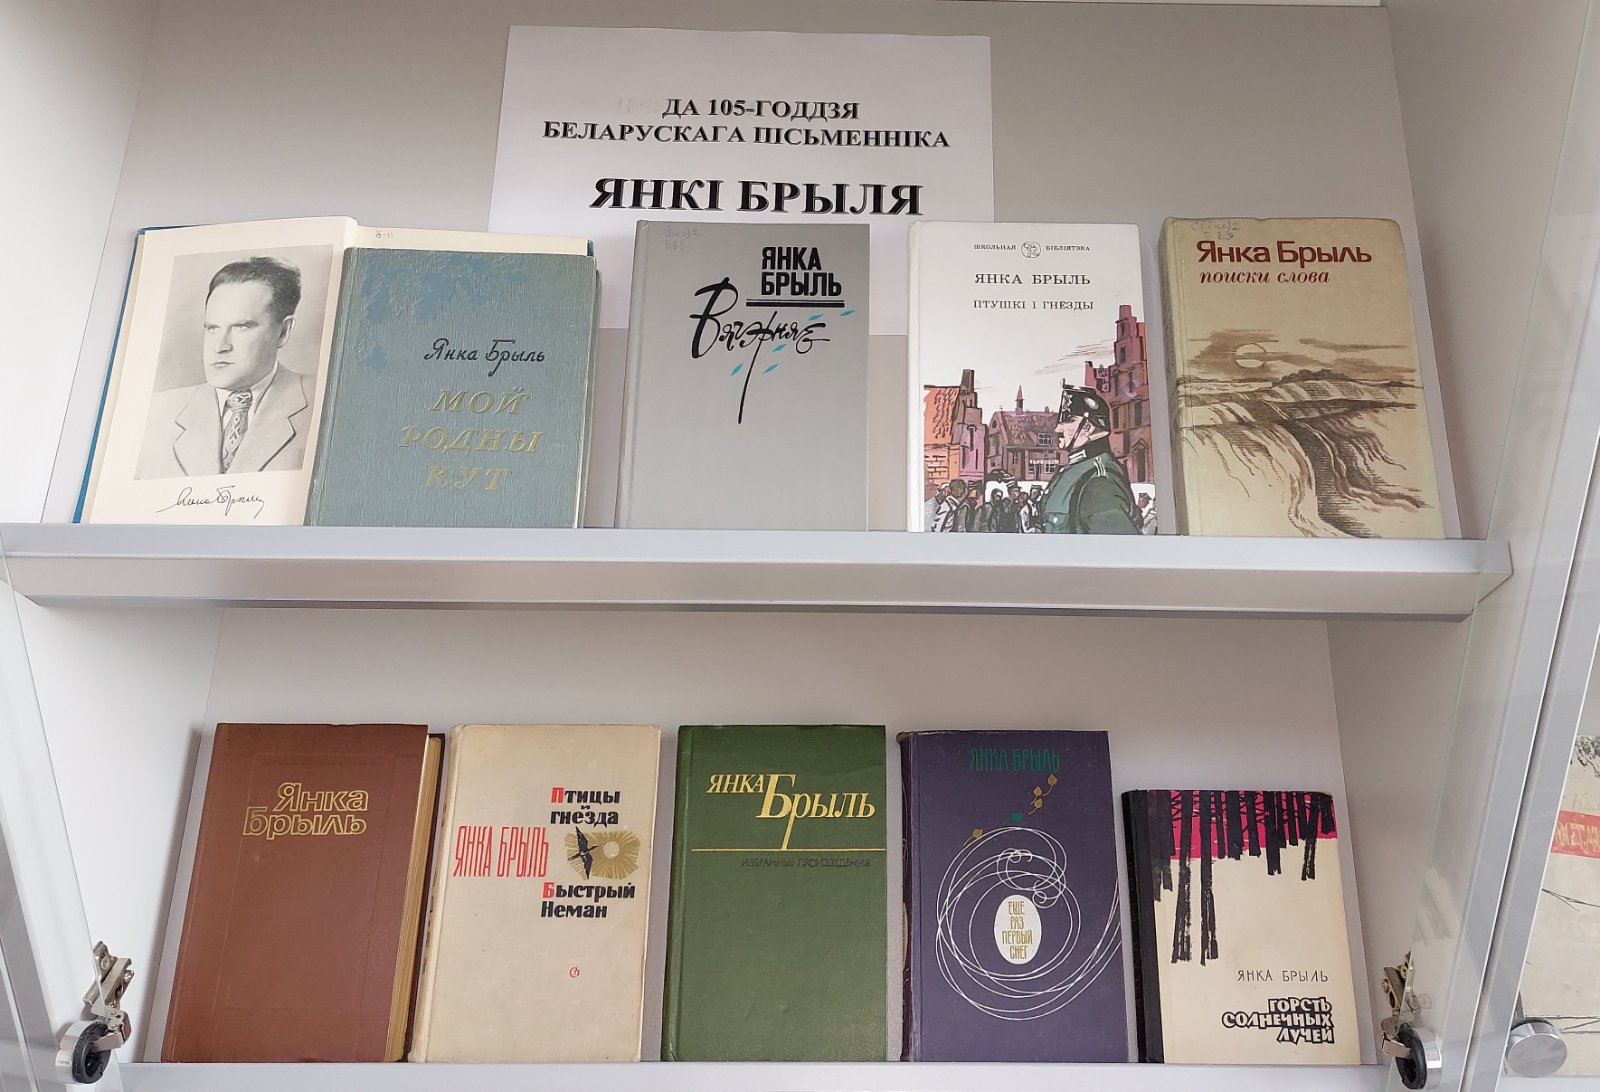 ДА 105-ГОДДЗЯ
БЕЛАРУСКАГА ПІСЬМЕННІКА
ЯНКІ БРЫЛЯ
Янка Брыль
МОЙ
РОДНЫ
КУТ
ЯНКА
БРЫЛЬ
Вячэрняе
ШКОЛЬНАЯ БІБЛІЯТЭКА
ЯНКА БРЫЛЬ
ПТУШКІ І ГНЁЗДЫ
Янка Брыль
поиски слова
Янка
Брыль
Птицы
и
гнёзда
ЯНКА БРЫЛЬ
Быстрый
Неман
ЯНКА Брыль
ИЗБРАННЫЕ ПРОИЗВЕДЕНИЯ
ЯНКА БРЫЛЬ
ЕЩЕ
РАЗ
ПЕРВЫЙ
СНЕГ
ЯНКА БРЫЛЬ
ГОРСТЬ
СОЛНЕЧНЫХ
ЛУЧЕЙ